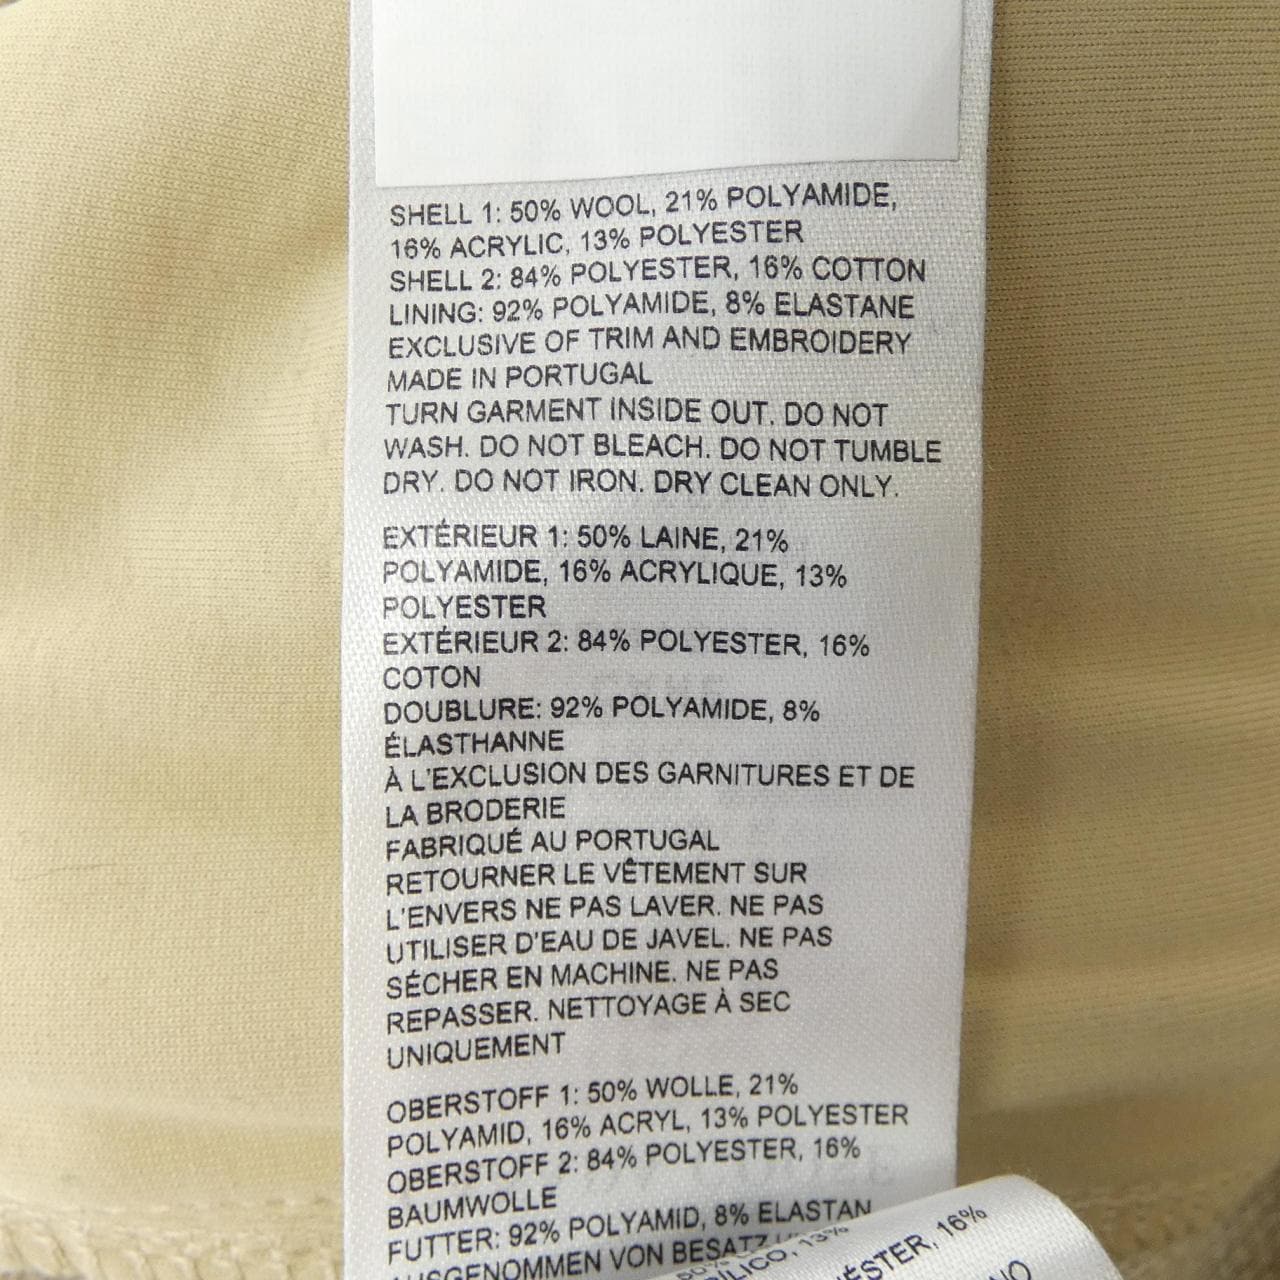 SHELL 1: 50% WOOL, 21% POLYAMIDE,
16% ACRYLIC, 13% POLYESTER
SHELL 2: 84% POLYESTER, 16% COTTON
LINING: 92% POLYAMIDE, 8% ELASTANE
EXCLUSIVE OF TRIM AND EMBROIDERY
MADE IN PORTUGAL
TURN GARMENT INSIDE OUT. DO NOT
WASH. DO NOT BLEACH. DO NOT TUMBLE
DRY. DO NOT IRON. DRY CLEAN ONLY.
EXTÉRIEUR 1: 50% LAINE, 21%
POLYAMIDE, 16% ACRYLIQUE, 13%
POLYESTER
EXTÉRIEUR 2: 84% POLYESTER, 16%
COTON
DOUBLURE: 92% POLYAMIDE, 8%
ÉLASTHANNE
À L'EXCLUSION DES GARNITURES ET DE
LA BRODERIE
FABRIQUÉ AU PORTUGAL
RETOURNER LE VÊTEMENT SUR
L'ENVERS NE PAS LAVER. NE PAS
UTILISER D'EAU DE JAVEL. NE PAS
SÉCHER EN MACHINE. NE PAS
REPASSER. NETTOYAGE À SEC
UNIQUEMENT
OBERSTOFF 1: 50% WOLLE, 21%
POLYAMID, 16% ACRYL, 13% POLYESTER
OBERSTOFF 2: 84% POLYESTER, 16%
BAUMWOLLE
FUTTER: 92% POLYAMID, 8% ELASTAN
AUSGENOMMEN VON BESATZ
13%
16%